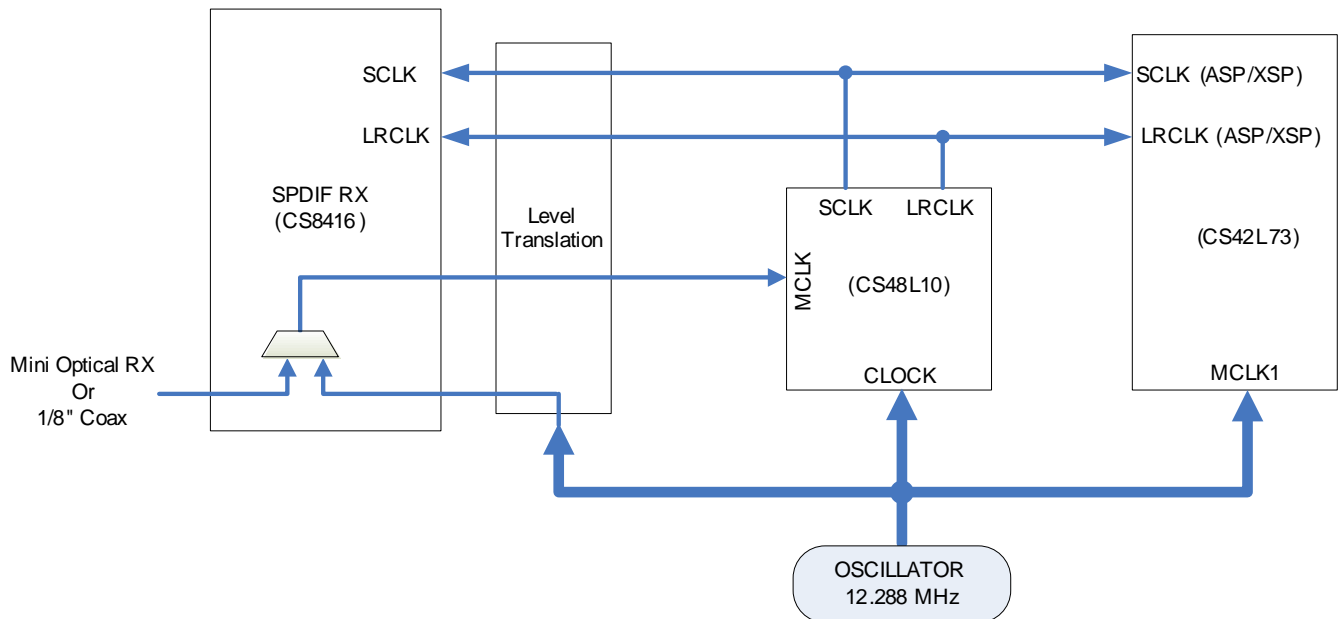 SCLK
LRCLK
SPDIF RX
(CS8416)
Mini Optical RX
Or
1/8" Coax
Level
Translation
SCLK
LRCLK
MCLK
(CS48L10)
CLOCK
SCLK (ASP/XSP)
LRCLK (ASP/XSP)
(CS42L73)
MCLK1
OSCILLATOR
12.288 MHz